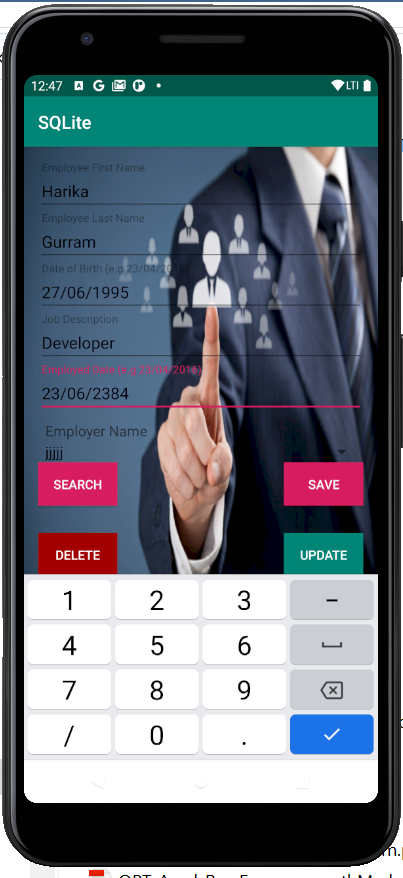 12:47 LTE
SQLite
Employee First Name
Harika
Employee Last Name
Gurram
Date of Birth (e.g 23/04/2016)
27/06/1995
Job Description
Developer
Employed Date (e.g 23/04/2016)
23/06/2384
Employer Name
jjjjj
SEARCH SAVE
DELETE UPDATE
1 2 3 -
4 5 6
7 8 9
/ 0 .